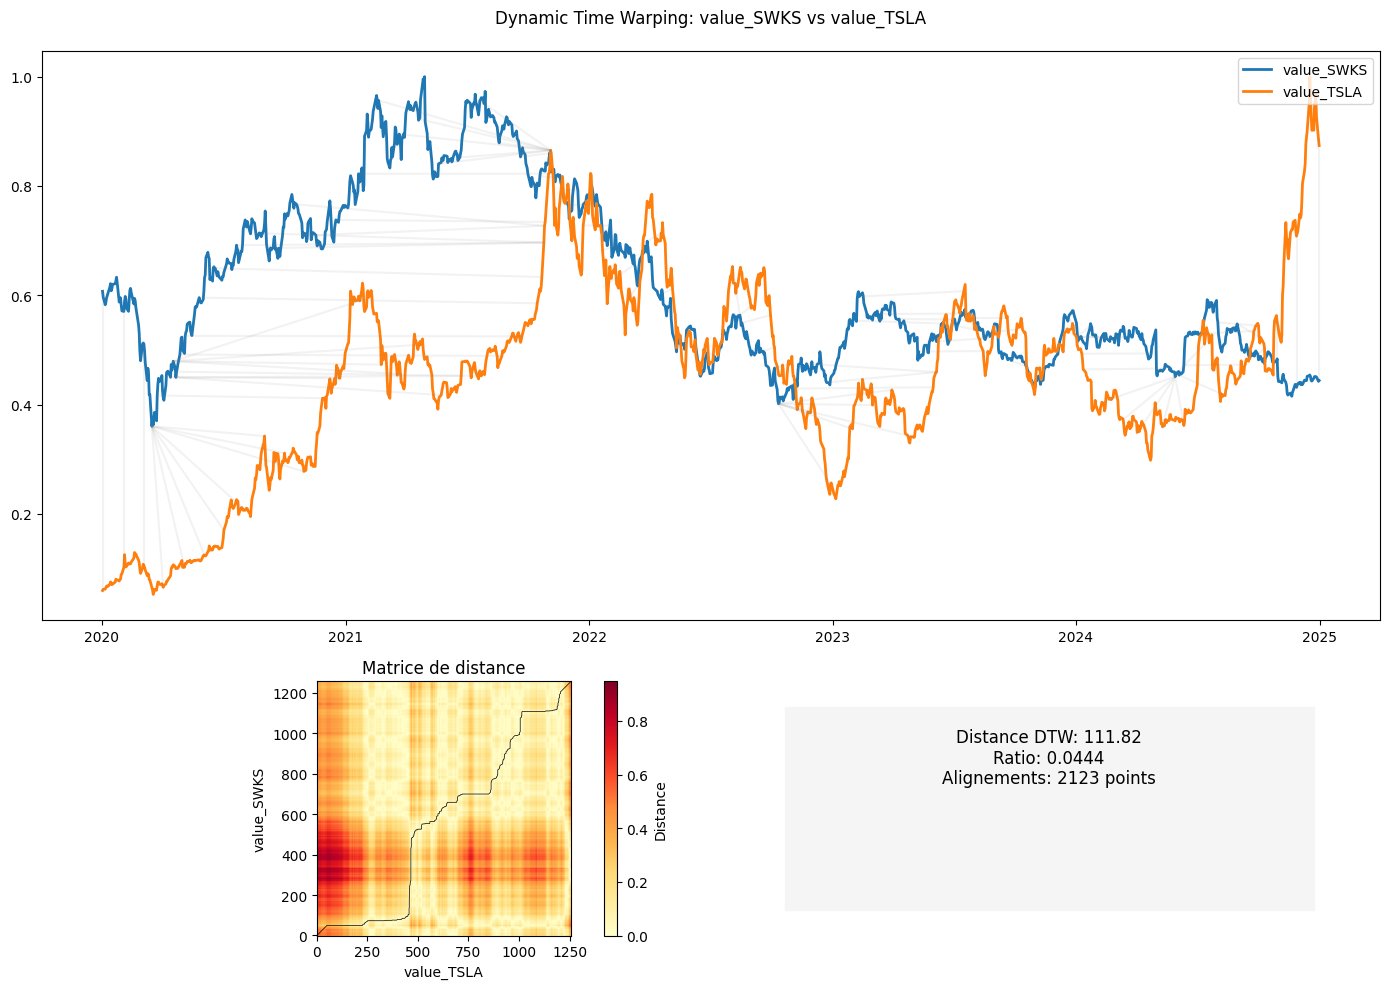 Dynamic Time Warping: value_SWKS vs value_TSLA
value_SWKS
value_TSLA
1.0
0.8
0.6
0.4
0.2
2020 2021 2022 2023 2024 2025
Matrice de distance
1200
1000
800
600
400
200
0
value_SWKS
0 250 500 750 1000 1250
value_TSLA
0.8
0.6
0.4
0.2
0.0
Distance
Distance DTW: 111.82
Ratio: 0.0444
Alignements: 2123 points